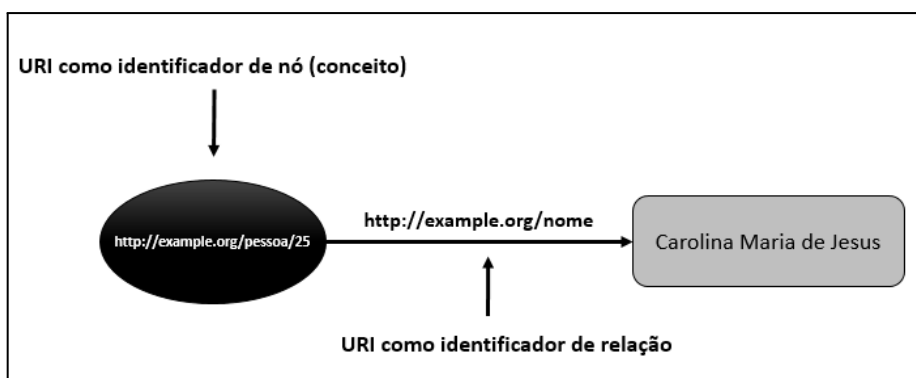 URI como identificador de nó (conceito)
http://example.org/nome
http://example.org/pessoa/25
Carolina Maria de Jesus
URI como identificador de relação